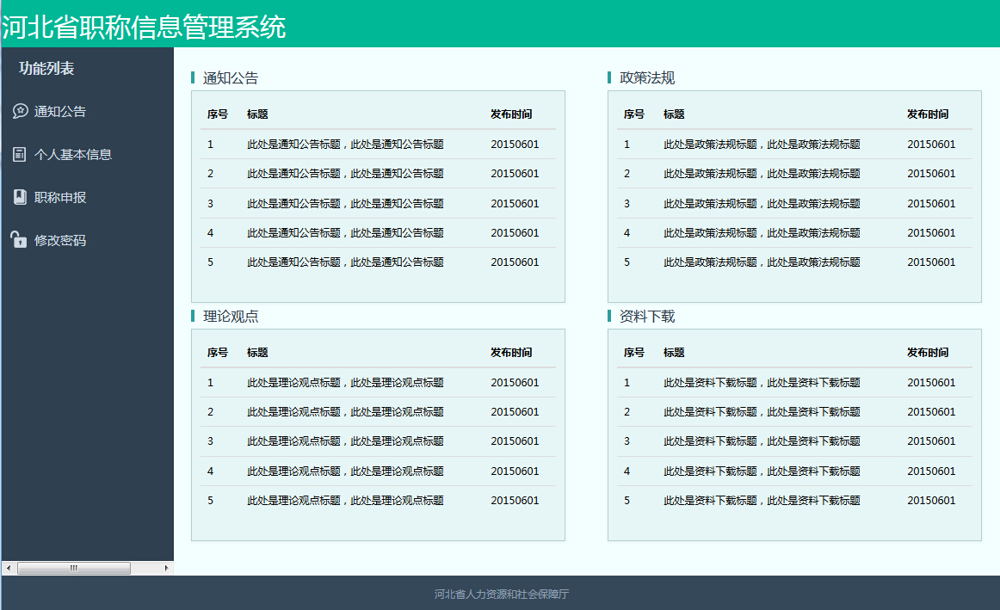 河北省职称信息管理系统
功能列表
通知公告
个人基本信息
职称申报
修改密码
通知公告
序号 标题 发布时间
1 此处是通知公告标题，此处是通知公告标题 20150601
2 此处是通知公告标题，此处是通知公告标题 20150601
3 此处是通知公告标题，此处是通知公告标题 20150601
4 此处是通知公告标题，此处是通知公告标题 20150601
5 此处是通知公告标题，此处是通知公告标题 20150601
政策法规
序号 标题 发布时间
1 此处是政策法规标题，此处是政策法规标题 20150601
2 此处是政策法规标题，此处是政策法规标题 20150601
3 此处是政策法规标题，此处是政策法规标题 20150601
4 此处是政策法规标题，此处是政策法规标题 20150601
5 此处是政策法规标题，此处是政策法规标题 20150601
理论观点
序号 标题 发布时间
1 此处是理论观点标题，此处是理论观点标题 20150601
2 此处是理论观点标题，此处是理论观点标题 20150601
3 此处是理论观点标题，此处是理论观点标题 20150601
4 此处是理论观点标题，此处是理论观点标题 20150601
5 此处是理论观点标题，此处是理论观点标题 20150601
资料下载
序号 标题 发布时间
1 此处是资料下载标题，此处是资料下载标题 20150601
2 此处是资料下载标题，此处是资料下载标题 20150601
3 此处是资料下载标题，此处是资料下载标题 20150601
4 此处是资料下载标题，此处是资料下载标题 20150601
5 此处是资料下载标题，此处是资料下载标题 20150601
河北省人力资源和社会保障厅